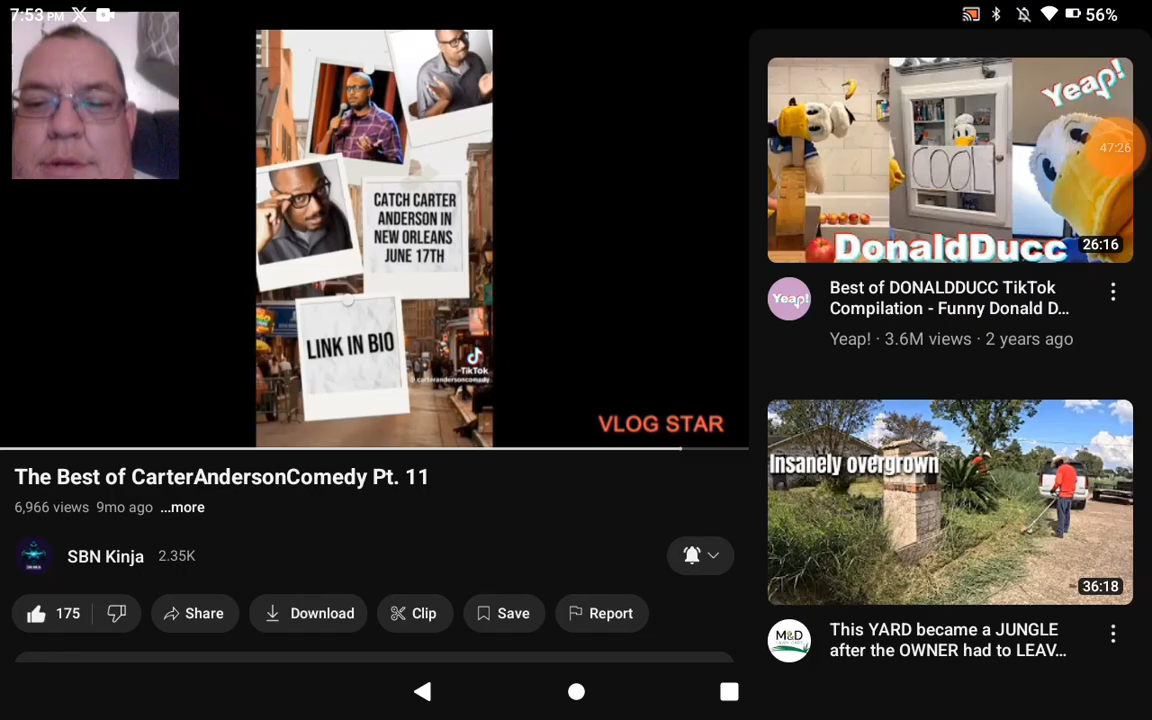 7:53 PM
56%
CATCH CARTER
ANDERSON IN
NEW ORLEANS
JUNE 17TH
LINK IN BIO
TikTok
carterandersoncomedy
VLOG STAR
The Best of CarterAndersonComedy Pt. 11
6,966 views 9mo ago ...more
SBN Kinja 2.35K
175
Share
Download
Clip
Save
Report
Yeap!
47:26
COOL
DonaldDucc
26:16
Yeap!
Best of DONALDDUCC TikTok
Compilation - Funny Donald D...
Yeap! · 3.6M views · 2 years ago
Insanely overgrown
36:18
M&D
This YARD became a JUNGLE
after the OWNER had to LEAV...